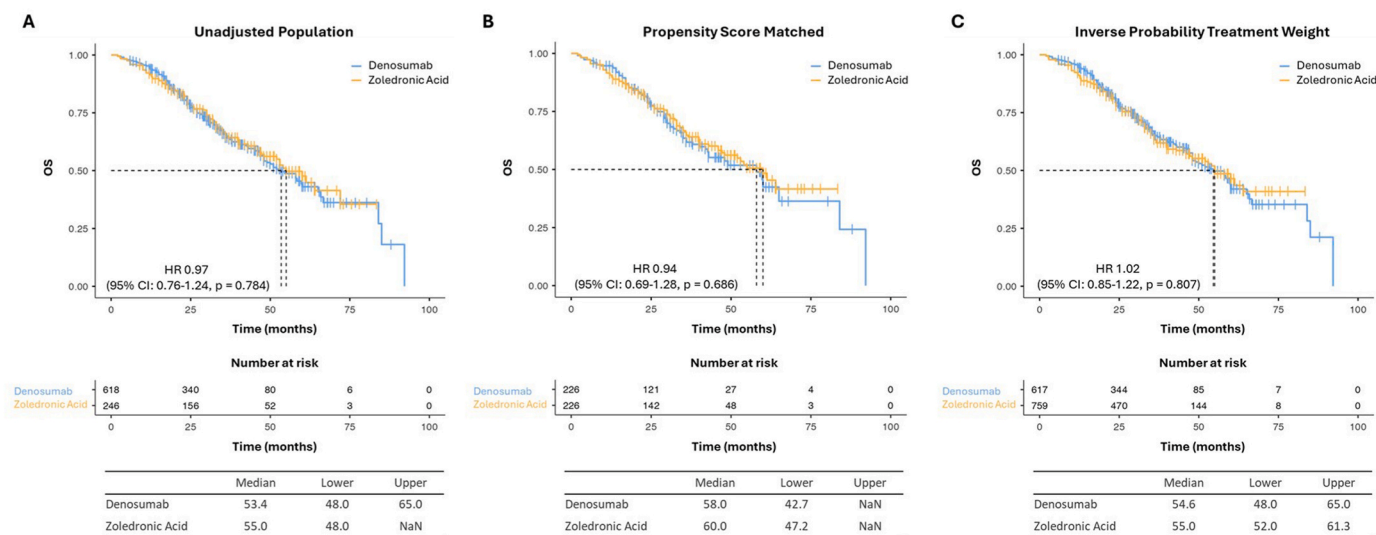 A
Unadjusted Population
1.00
0.75
0.50
0.25
0.00
OS
Denosumab
Zoledronic Acid
HR 0.97
(95% CI: 0.76-1.24, p = 0.784)
0 25 50 75 100
Time (months)
Number at risk
Denosumab 618 340 80 6 0
Zoledronic Acid 246 156 52 3 0
0 25 50 75 100
Time (months)
Median Lower Upper
Denosumab 53.4 48.0 65.0
Zoledronic Acid 55.0 48.0 NaN
B
Propensity Score Matched
1.00
0.75
0.50
0.25
0.00
OS
Denosumab
Zoledronic Acid
HR 0.94
(95% CI: 0.69-1.28, p = 0.686)
0 25 50 75 100
Time (months)
Number at risk
Denosumab 226 121 27 4 0
Zoledronic Acid 226 142 48 3 0
0 25 50 75 100
Time (months)
Median Lower Upper
Denosumab 58.0 42.7 NaN
Zoledronic Acid 60.0 47.2 NaN
C
Inverse Probability Treatment Weight
1.00
0.75
0.50
0.25
0.00
OS
Denosumab
Zoledronic Acid
HR 1.02
(95% CI: 0.85-1.22, p = 0.807)
0 25 50 75 100
Time (months)
Number at risk
Denosumab 617 344 85 7 0
Zoledronic Acid 759 470 144 8 0
0 25 50 75 100
Time (months)
Median Lower Upper
Denosumab 54.6 48.0 65.0
Zoledronic Acid 55.0 52.0 61.3